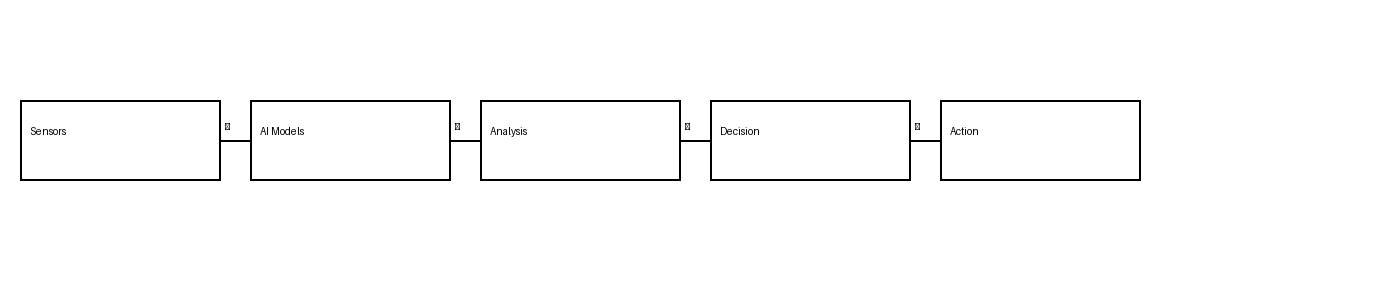 Sensors
AI Models
Analysis
Decision
Action